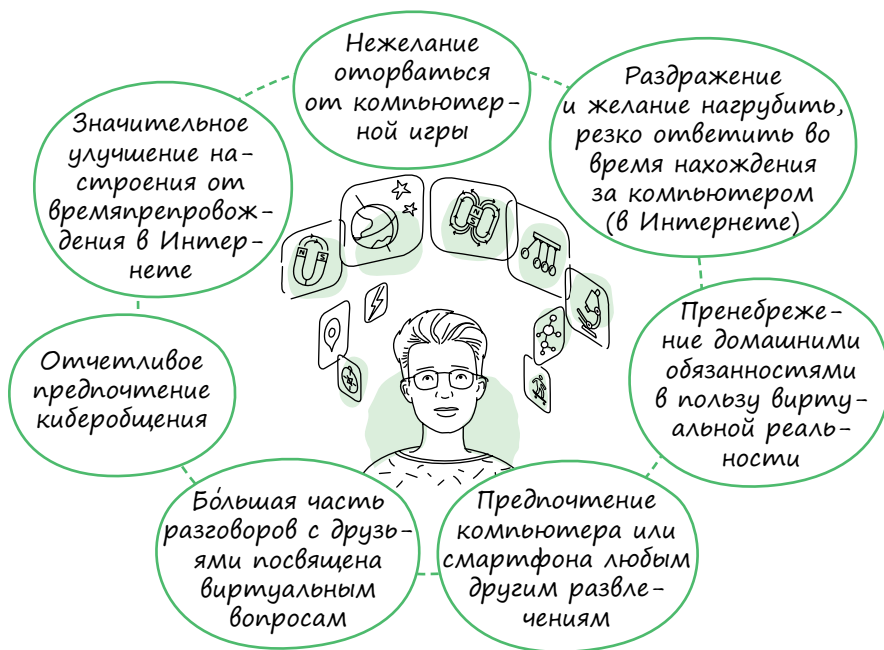 Нежелание
оторваться
от компьютер-
ной игры
Раздражение
и желание нагрубить,
резко ответить во
время нахождения
за компьютером
(в Интернете)
Пренебреже-
ние домашними
обязанностями
в пользу вирту-
альной реаль-
ности
Предпочтение
компьютера или
смартфона любым
другим развле-
чениям
Бо́льшая часть
разговоров с друзь-
ями посвящена
виртуальным
вопросам
Отчетливое
предпочтение
киберобщения
Значительное
улучшение на-
строения от
времяпрепровож-
дения в Интер-
нете